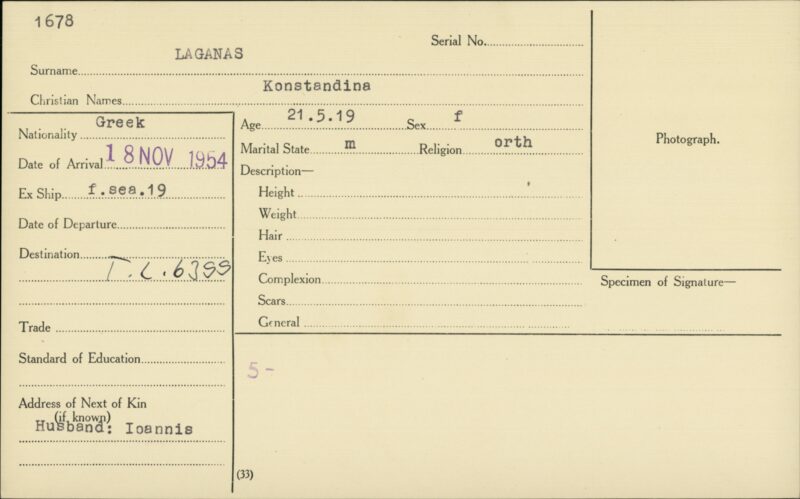 1678
Serial No.
Surname LAGANAS
Christian Names Konstandina
Nationality Greek
Date of Arrival 18 NOV 1954
Ex Ship f.sea.19
Date of Departure
Destination
T.L.6399
Trade
Standard of Education
Address of Next of Kin
(if known)
Husband: Ioannis
Age 21.5.19 Sex f
Marital State m Religion orth
Description—
Height
Weight
Hair
Eyes
Complexion
Scars
General
5-
(33)
Photograph.
Specimen of Signature—